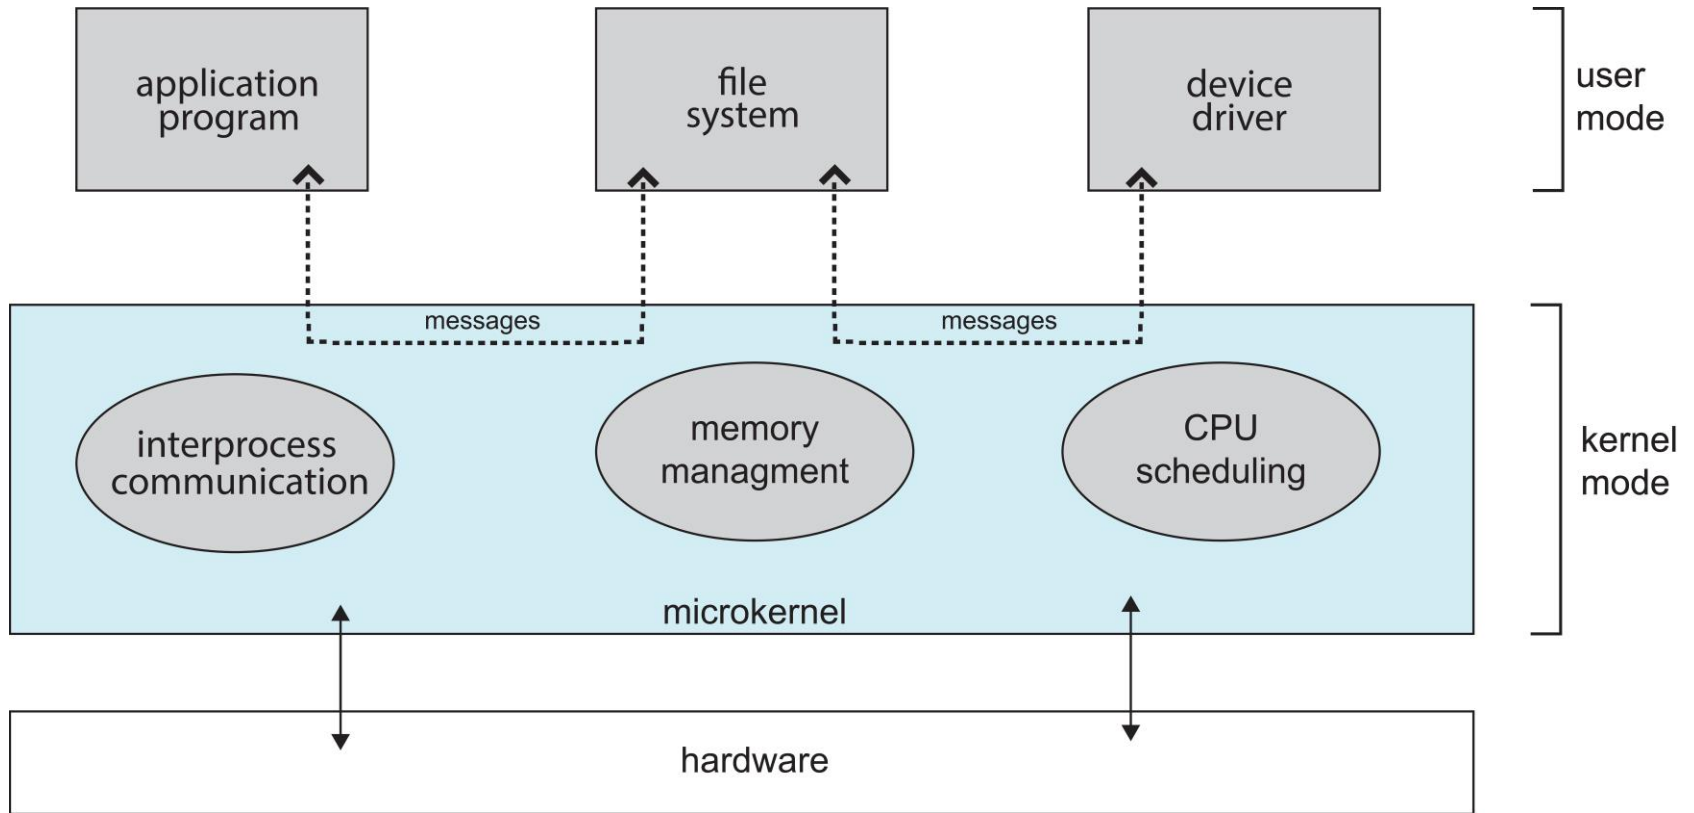 application
program
file
system
device
driver
user
mode
messages
messages
interprocess
communication
memory
managment
CPU
scheduling
kernel
mode
microkernel
hardware